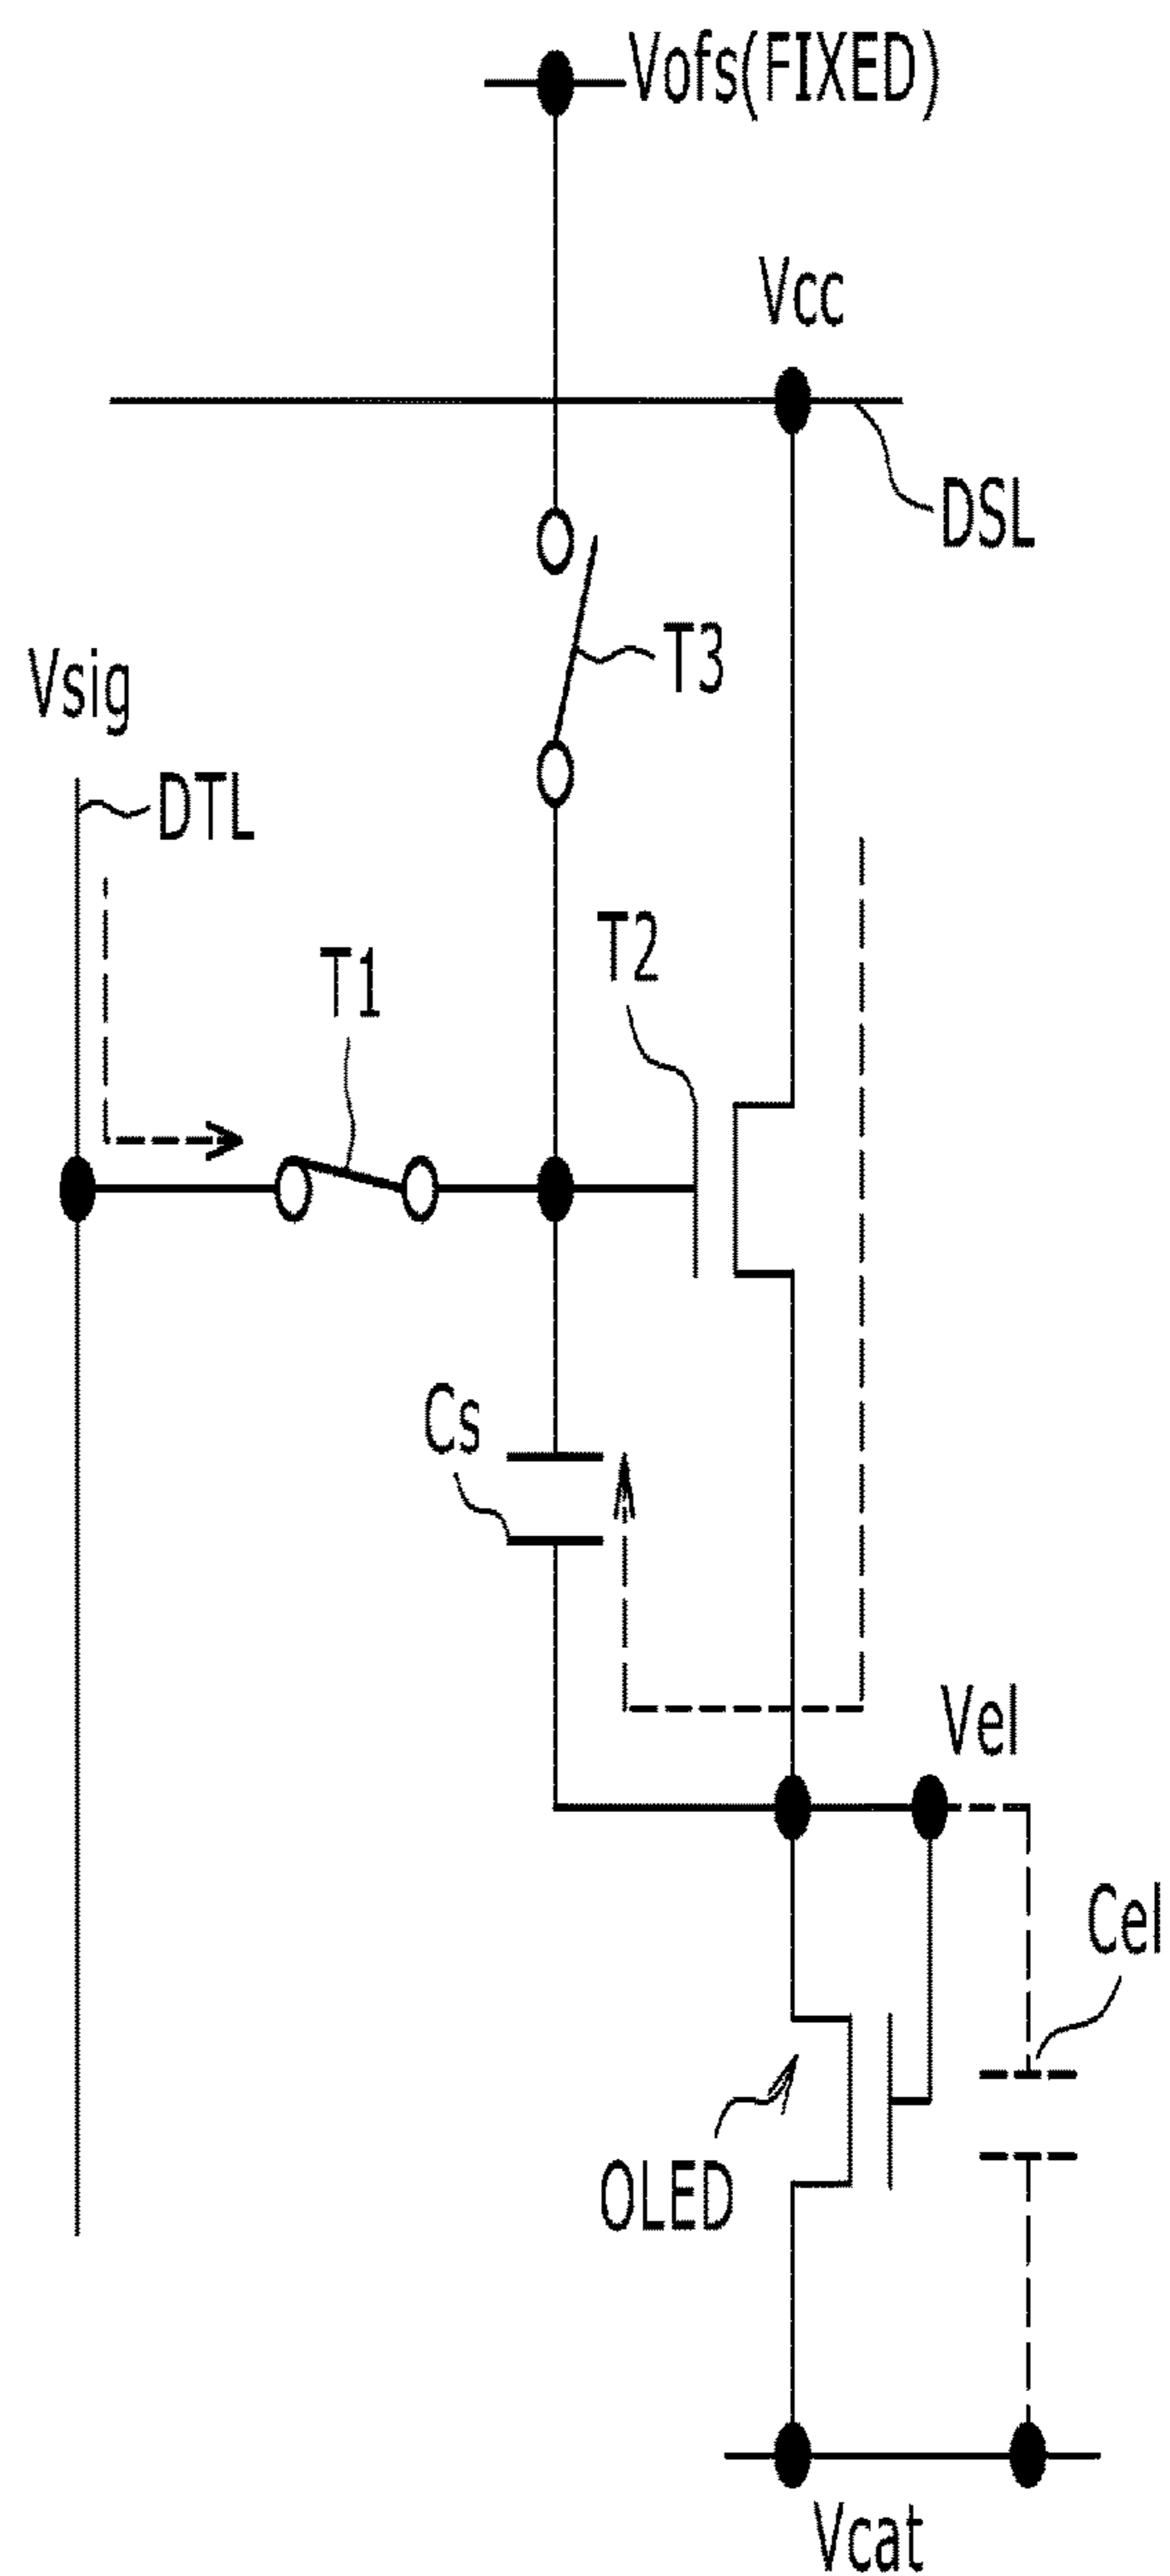 Vofs(FIXED)
Vcc
DSL
T3
Vsig
DTL
T2
T1
Cs
Vel
Cel
OLED
Vcat